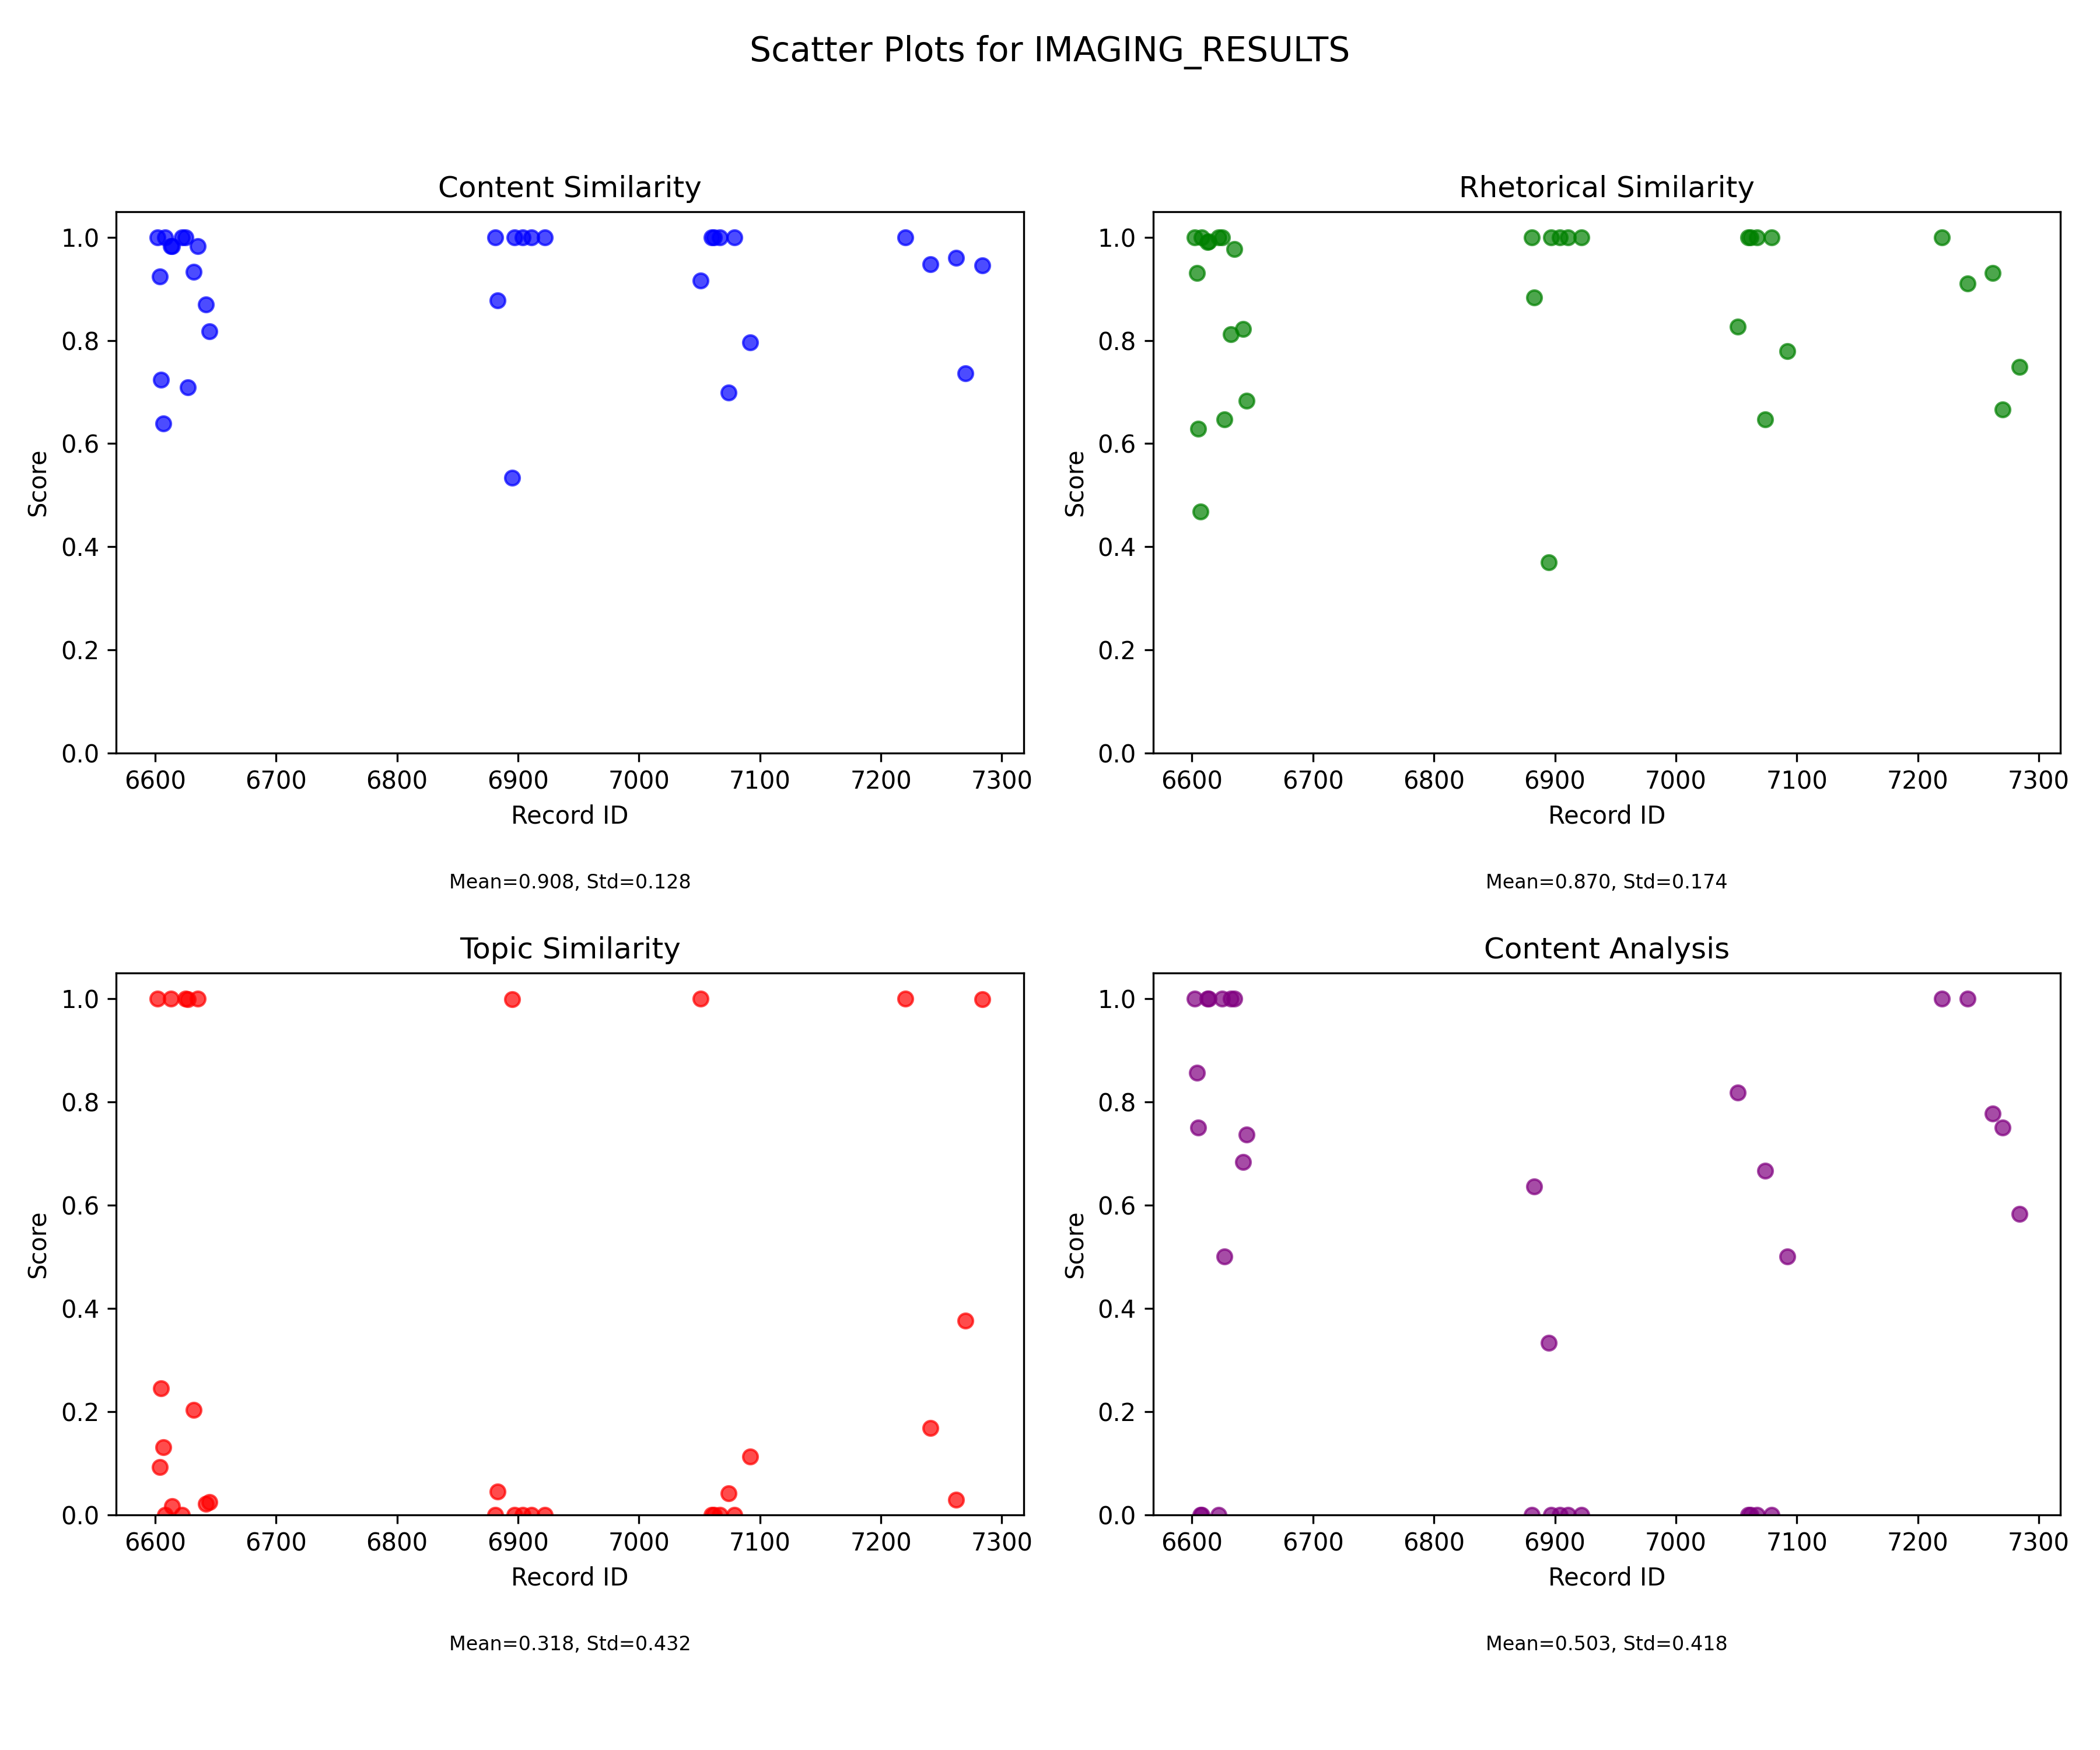 Scatter Plots for IMAGING_RESULTS
Content Similarity
1.0
0.8
0.6
0.4
0.2
0.0
Score
6600 6700 6800 6900 7000 7100 7200 7300
Record ID
Mean=0.908, Std=0.128
Rhetorical Similarity
1.0
0.8
0.6
0.4
0.2
0.0
Score
6600 6700 6800 6900 7000 7100 7200 7300
Record ID
Mean=0.870, Std=0.174
Topic Similarity
1.0
0.8
0.6
0.4
0.2
0.0
Score
6600 6700 6800 6900 7000 7100 7200 7300
Record ID
Mean=0.318, Std=0.432
Content Analysis
1.0
0.8
0.6
0.4
0.2
0.0
Score
6600 6700 6800 6900 7000 7100 7200 7300
Record ID
Mean=0.503, Std=0.418